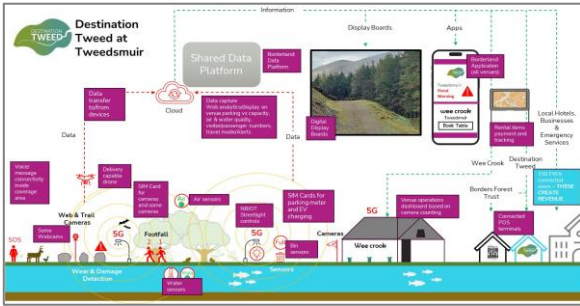 DESTINATION
TWEED
Destination
Tweed at
Tweedsmuir
Information
Display Boards
Apps
Shared Data
Platform
Borderland
Data
Platform
Borderland
Application
(all venues)
Cloud
Data
transfer
to/from
devices
Data capture
Web analytics/display on
venue parking vs capacity,
air & water quality,
visitor/passenger numbers,
travel mode/Alerts
Digital
Display
Boards
Tweedsmuir
Flood
Warning
wee crook
Tweedsmuir
Book Table
Rental items
payment and
tracking
Local Hotels,
Businesses &
Emergency
Services
Data
Data
Wee Crook
Destination
Tweed
Voice/
message
connectivity
inside
coverage
area
Delivery
capable
drone
SIM Card
for
cameras
and some
cameras
Air
Air sensors
SIM Cards for
parking meter
and EV
charging
5G
Venue operations
dashboard based on
camera counting
Borders Forest
Trust
THESE
CREATE
REVENUE
Web & Trail
Cameras
SOS
Some
Webcams
5G
Footfall
NBIOT
Streetlight
controls
5G
Full
Bin
sensors
Cameras
Wee crook
Connected
POS
terminals
Wear & Damage
Detection
Water
sensors
Sensors